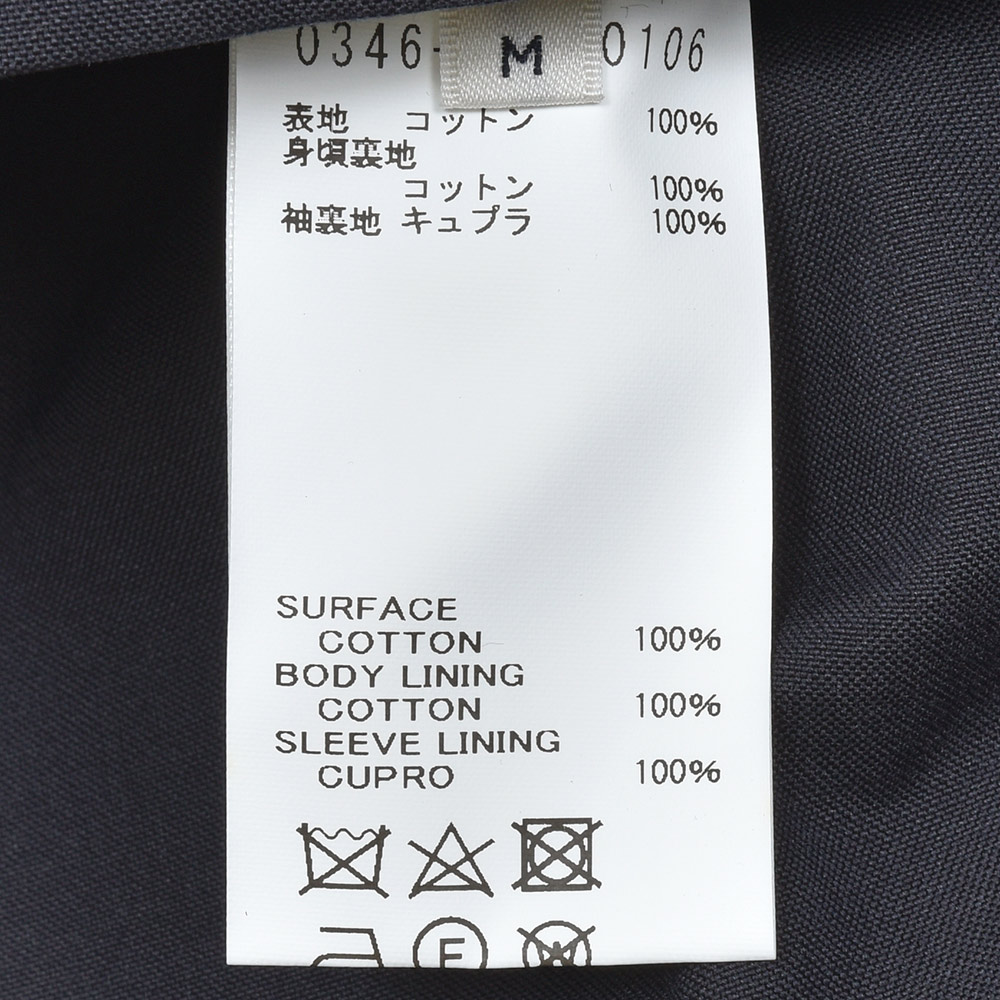 0346- M 0106
表地 コットン 100%
身頃裏地
コットン 100%
袖裏地 キュプラ 100%
SURFACE
COTTON 100%
BODY LINING
COTTON 100%
SLEEVE LINING
CUPRO 100%
F
W